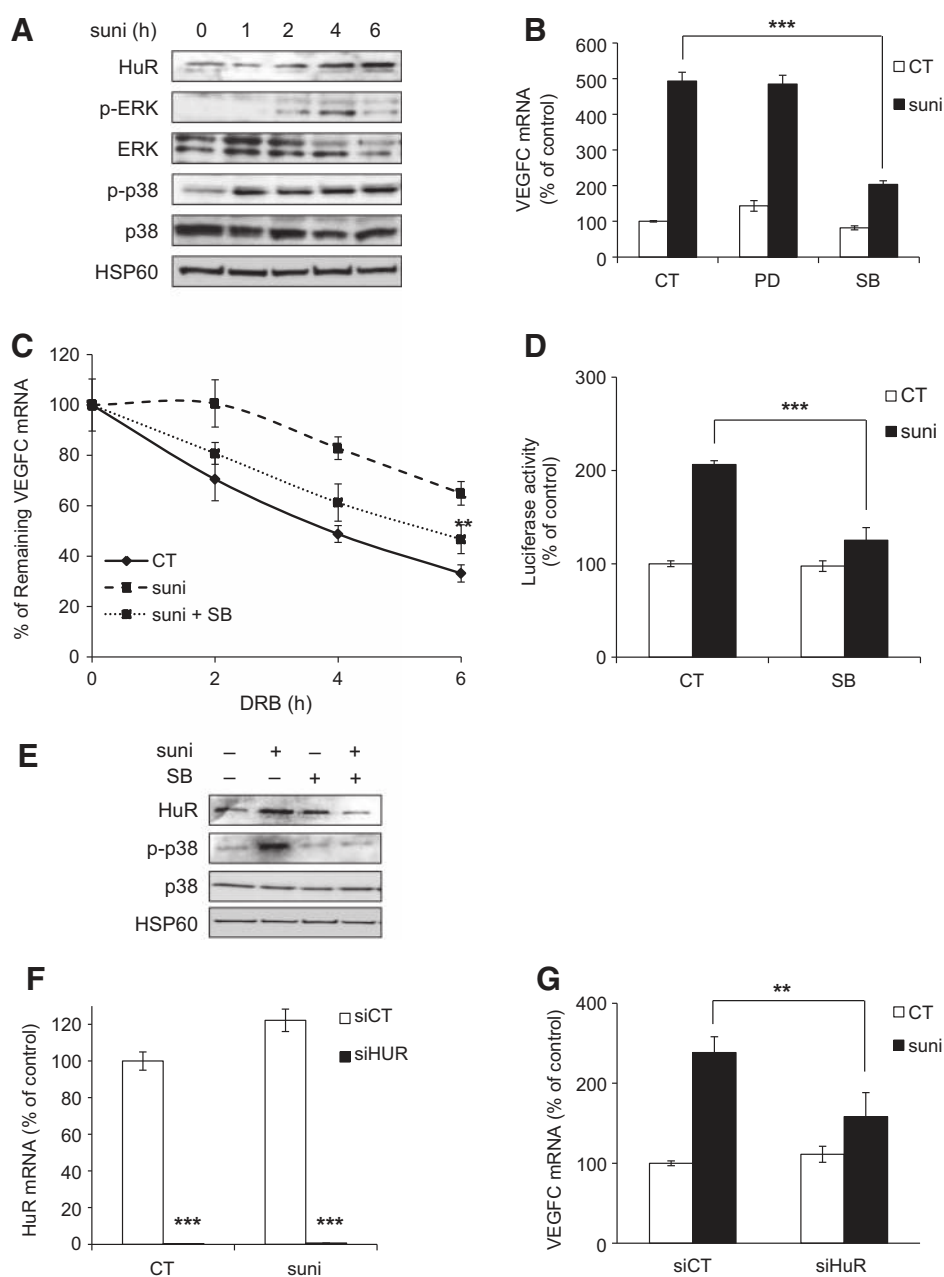 A
suni (h) 0 1 2 4 6
HuR
p-ERK
ERK
p-p38
p38
HSP60
B
VEGFC mRNA
(% of control)
600
500
400
300
200
100
0
***
CT
suni
CT PD SB
C
% of Remaining VEGFC mRNA
120
100
80
60
40
20
0
**
CT
suni
suni + SB
0 2 4 6
DRB (h)
D
Luciferase activity
(% of control)
300
200
100
0
***
CT
suni
CT SB
E
suni – + – +
SB – – + +
HuR
p-p38
p38
HSP60
F
HuR mRNA (% of control)
120
100
80
60
40
20
0
*** ***
siCT
siHUR
CT suni
G
VEGFC mRNA (% of control)
400
200
100
0
**
CT
suni
siCT siHuR